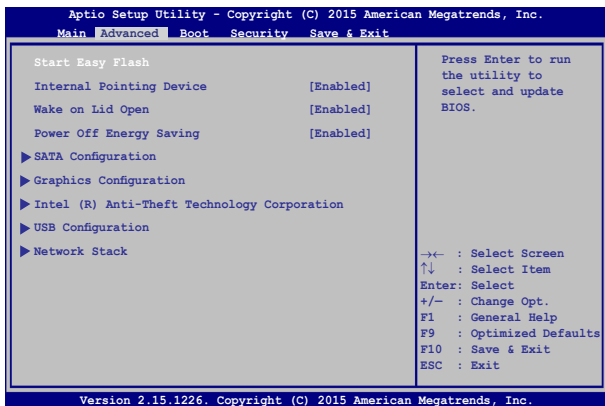 Aptio Setup Utility - Copyright (C) 2015 American Megatrends, Inc.
Main Advanced Boot Security Save & Exit
Start Easy Flash
Internal Pointing Device [Enabled]
Wake on Lid Open [Enabled]
Power Off Energy Saving [Enabled]
SATA Configuration
Graphics Configuration
Intel (R) Anti-Theft Technology Corporation
USB Configuration
Network Stack
Press Enter to run
the utility to
select and update
BIOS.
→← : Select Screen
↑↓ : Select Item
Enter: Select
+/— : Change Opt.
F1 : General Help
F9 : Optimized Defaults
F10 : Save & Exit
ESC : Exit
Version 2.15.1226. Copyright (C) 2015 American Megatrends, Inc.